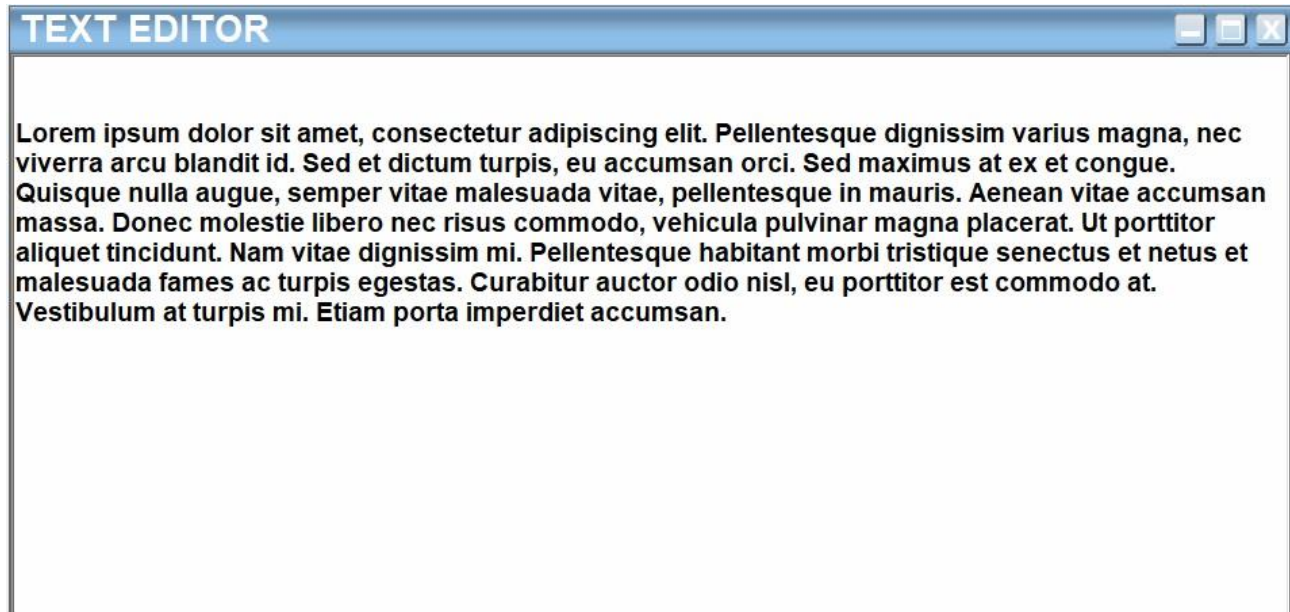 TEXT EDITOR
Lorem ipsum dolor sit amet, consectetur adipiscing elit. Pellentesque dignissim varius magna, nec
viverra arcu blandit id. Sed et dictum turpis, eu accumsan orci. Sed maximus at ex et congue.
Quisque nulla augue, semper vitae malesuada vitae, pellentesque in mauris. Aenean vitae accumsan
massa. Donec molestie libero nec risus commodo, vehicula pulvinar magna placerat. Ut porttitor
aliquet tincidunt. Nam vitae dignissim mi. Pellentesque habitant morbi tristique senectus et netus et
malesuada fames ac turpis egestas. Curabitur auctor odio nisl, eu porttitor est commodo at.
Vestibulum at turpis mi. Etiam porta imperdiet accumsan.